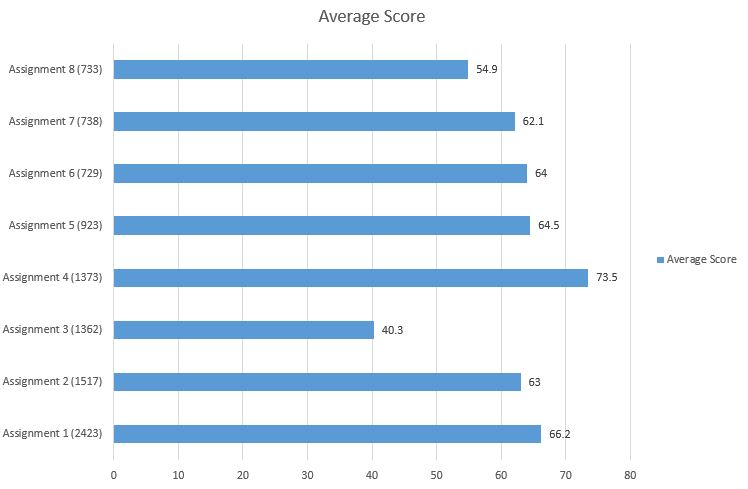 Average Score
Assignment 8 (733) 54.9
Assignment 7 (738) 62.1
Assignment 6 (729) 64
Assignment 5 (923) 64.5
Average Score
Assignment 4 (1373) 73.5
Assignment 3 (1362) 40.3
Assignment 2 (1517) 63
Assignment 1 (2423) 66.2
0 10 20 30 40 50 60 70 80